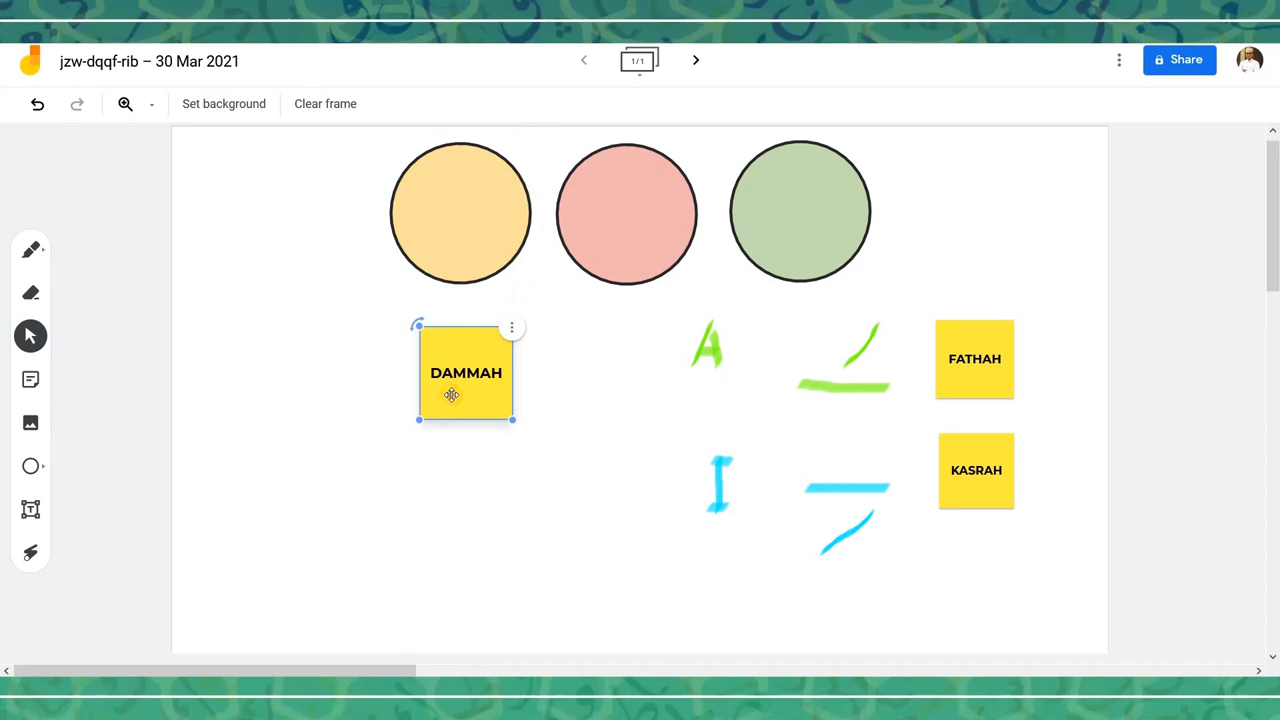 jzw-dqqf-rib – 30 Mar 2021
1/1
Share
Set background
Clear frame
DAMMAH
A
FATHAH
I
KASRAH